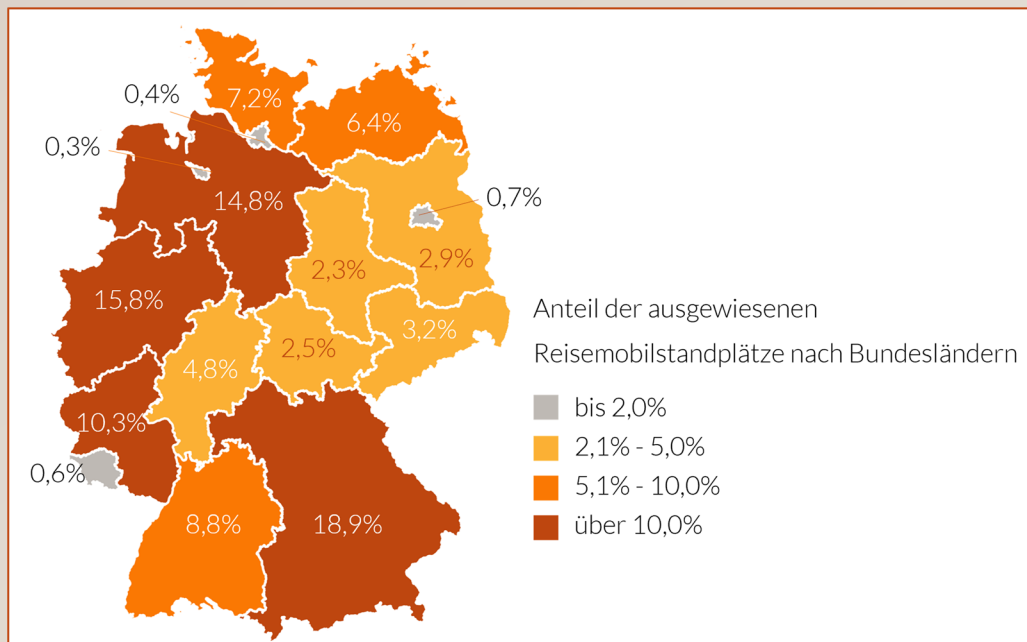 7,2%
0,4%
6,4%
0,3%
14,8%
0,7%
2,3%
2,9%
15,8%
3,2%
2,5%
4,8%
10,3%
0,6%
8,8%
18,9%
Anteil der ausgewiesenen
Reisemobilstandplätze nach Bundesländern
bis 2,0%
2,1% - 5,0%
5,1% - 10,0%
über 10,0%